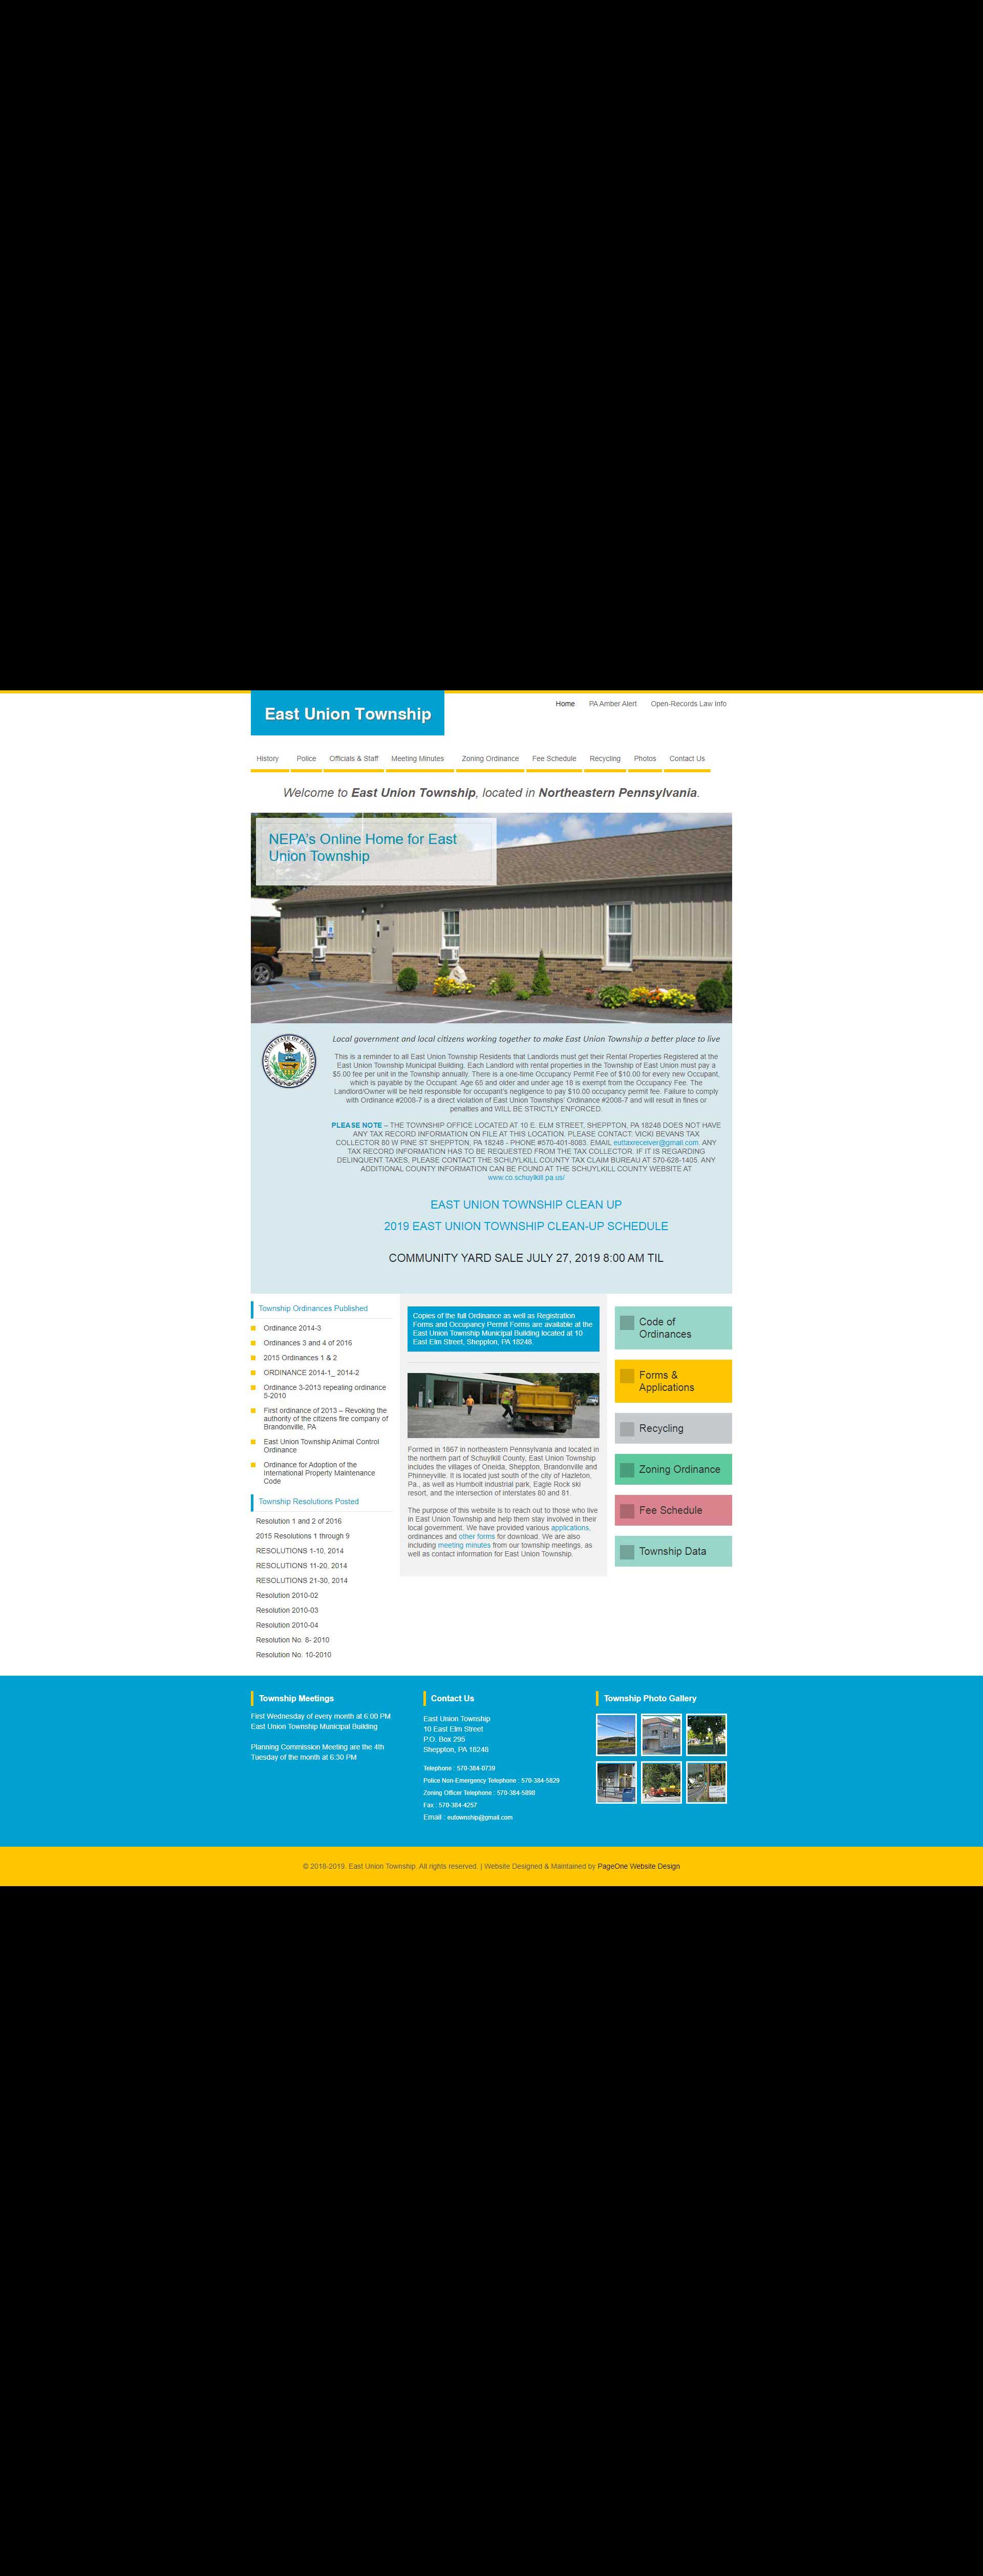 East Union Township
Home PA Amber Alert Open-Records Law Info
History Police Officials & Staff Meeting Minutes Zoning Ordinance Fee Schedule Recycling Photos Contact Us
Welcome to East Union Township, located in Northeastern Pennsylvania.
NEPA's Online Home for East
Union Township
Local government and local citizens working together to make East Union Township a better place to live
This is a reminder to all East Union Township Residents that Landlords must get their Rental Properties Registered at the
East Union Township Municipal Building. Each Landlord with rental properties in the Township of East Union must pay a
$5.00 fee per unit in the Township annually. There is a one-time Occupancy Permit Fee of $10.00 for every new Occupant,
which is payable by the Occupant. Age 65 and older and under age 18 is exempt from the Occupancy Fee. The
Landlord/Owner will be held responsible for occupant's negligence to pay $10.00 occupancy permit fee. Failure to comply
with Ordinance #2008-7 is a direct violation of East Union Townships' Ordinance #2008-7 and will result in fines or
penalties and WILL BE STRICTLY ENFORCED.
PLEASE NOTE – THE TOWNSHIP OFFICE LOCATED AT 10 E. ELM STREET, SHEPPTON, PA 18248 DOES NOT HAVE
ANY TAX RECORD INFORMATION ON FILE AT THIS LOCATION. PLEASE CONTACT: VICKI BEVANS TAX
COLLECTOR 80 W PINE ST SHEPPTON, PA 18248 - PHONE #570-401-8083. EMAIL euttaxreceiver@gmail.com. ANY
TAX RECORD INFORMATION HAS TO BE REQUESTED FROM THE TAX COLLECTOR. IF IT IS REGARDING
DELINQUENT TAXES, PLEASE CONTACT THE SCHUYLKILL COUNTY TAX CLAIM BUREAU AT 570-628-1405. ANY
ADDITIONAL COUNTY INFORMATION CAN BE FOUND AT THE SCHUYLKILL COUNTY WEBSITE AT
www.co.schuylkill.pa.us/
EAST UNION TOWNSHIP CLEAN UP
2019 EAST UNION TOWNSHIP CLEAN-UP SCHEDULE
COMMUNITY YARD SALE JULY 27, 2019 8:00 AM TIL
Township Ordinances Published
Ordinance 2014-3
Ordinances 3 and 4 of 2016
2015 Ordinances 1 & 2
ORDINANCE 2014-1_ 2014-2
Ordinance 3-2013 repealing ordinance
5-2010
First ordinance of 2013 – Revoking the
authority of the citizens fire company of
Brandonville, PA
East Union Township Animal Control
Ordinance
Ordinance for Adoption of the
International Property Maintenance
Code
Township Resolutions Posted
Resolution 1 and 2 of 2016
2015 Resolutions 1 through 9
RESOLUTIONS 1-10, 2014
RESOLUTIONS 11-20, 2014
RESOLUTIONS 21-30, 2014
Resolution 2010-02
Resolution 2010-03
Resolution 2010-04
Resolution No. 8- 2010
Resolution No. 10-2010
Copies of the full Ordinance as well as Registration
Forms and Occupancy Permit Forms are available at the
East Union Township Municipal Building located at 10
East Elm Street, Sheppton, PA 18248.
Formed in 1867 in northeastern Pennsylvania and located in
the northern part of Schuylkill County, East Union Township
includes the villages of Oneida, Sheppton, Brandonville and
Phinneyville. It is located just south of the city of Hazleton,
Pa., as well as Humbolt industrial park, Eagle Rock ski
resort, and the intersection of interstates 80 and 81.
The purpose of this website is to reach out to those who live
in East Union Township and help them stay involved in their
local government. We have provided various applications,
ordinances and other forms for download. We are also
including meeting minutes from our township meetings, as
well as contact information for East Union Township.
Code of
Ordinances
Forms &
Applications
Recycling
Zoning Ordinance
Fee Schedule
Township Data
Township Meetings
First Wednesday of every month at 6:00 PM
East Union Township Municipal Building
Planning Commission Meeting are the 4th
Tuesday of the month at 6:30 PM
Contact Us
East Union Township
10 East Elm Street
P.O. Box 295
Sheppton, PA 18248
Telephone : 570-384-0739
Police Non-Emergency Telephone : 570-384-5829
Zoning Officer Telephone : 570-384-5898
Fax : 570-384-4257
Email : eutownship@gmail.com
Township Photo Gallery
© 2018-2019. East Union Township. All rights reserved. | Website Designed & Maintained by PageOne Website Design